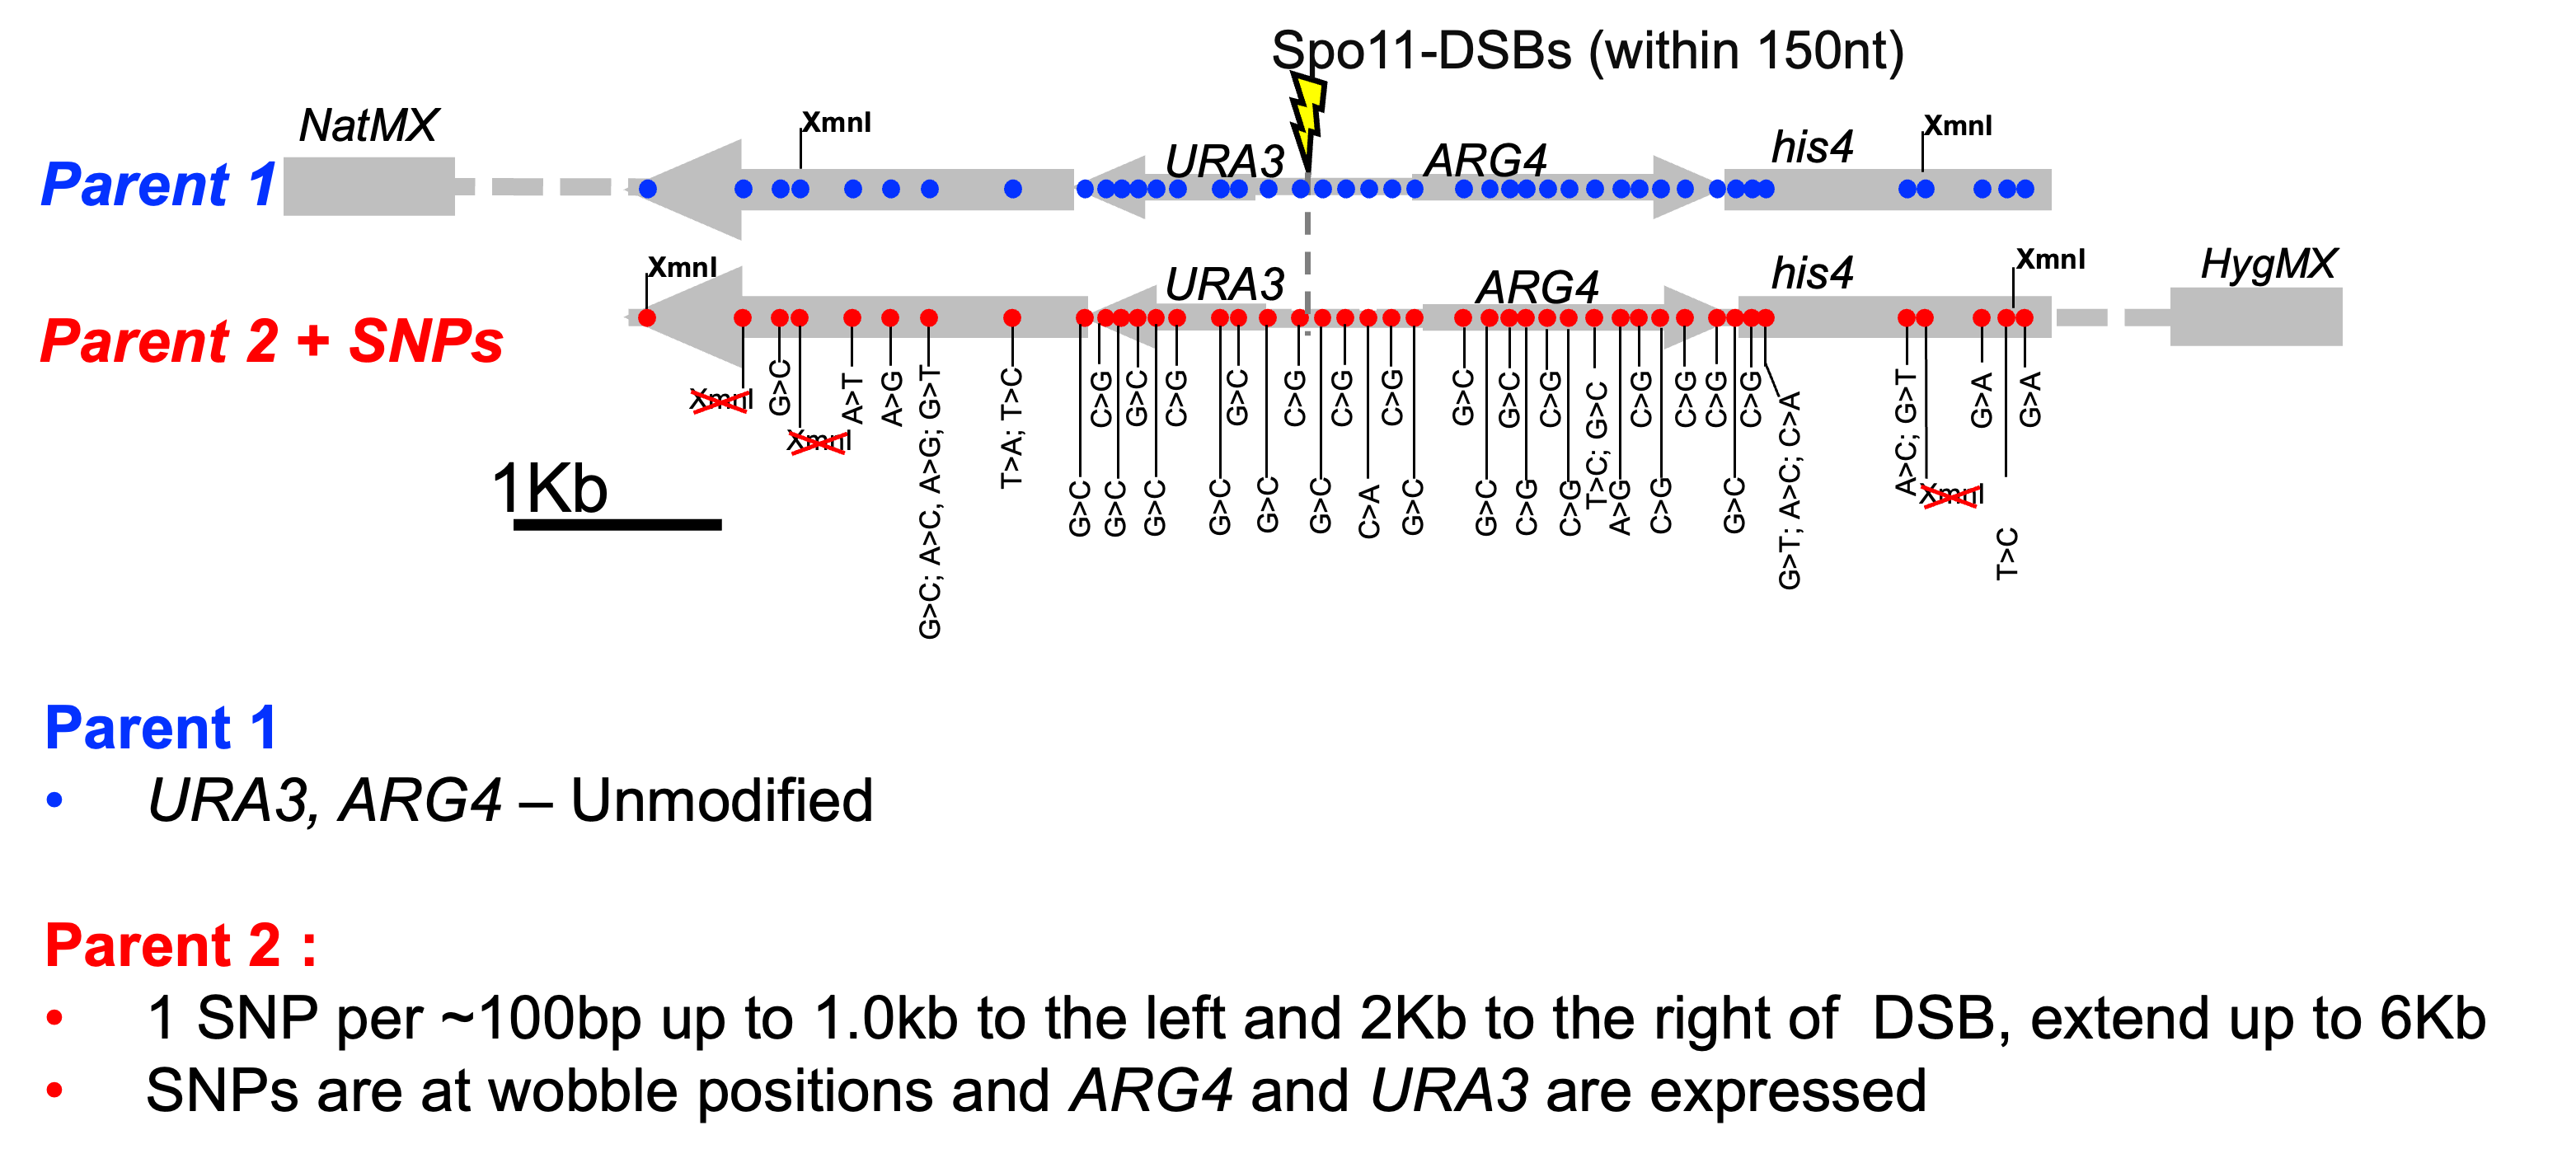 Spo11-DSBs (within 150nt)
NatMX
XmnI
URA3
ARG4
his4
XmnI
Parent 1
XmnI
URA3
ARG4
his4
XmnI
HygMX
Parent 2 + SNPs
XmnI
G>C
XmnI
A>T
A>G
G>C; A>C, A>G; G>T
T>A; T>C
G>C
C>G
G>C
G>C
G>C
C>G
G>C
G>C
G>C
C>G
G>C
C>G
C>A
C>G
G>C
G>C
G>C
G>C
C>G
C>G
C>G
T>C; G>C
A>G
C>G
C>G
C>G
C>G
G>C
C>G
G>T; A>C; C>A
A>C; G>T
XmnI
G>A
T>C
G>A
1Kb
Parent 1
• URA3, ARG4 – Unmodified
Parent 2 :
• 1 SNP per ~100bp up to 1.0kb to the left and 2Kb to the right of DSB, extend up to 6Kb
• SNPs are at wobble positions and ARG4 and URA3 are expressed